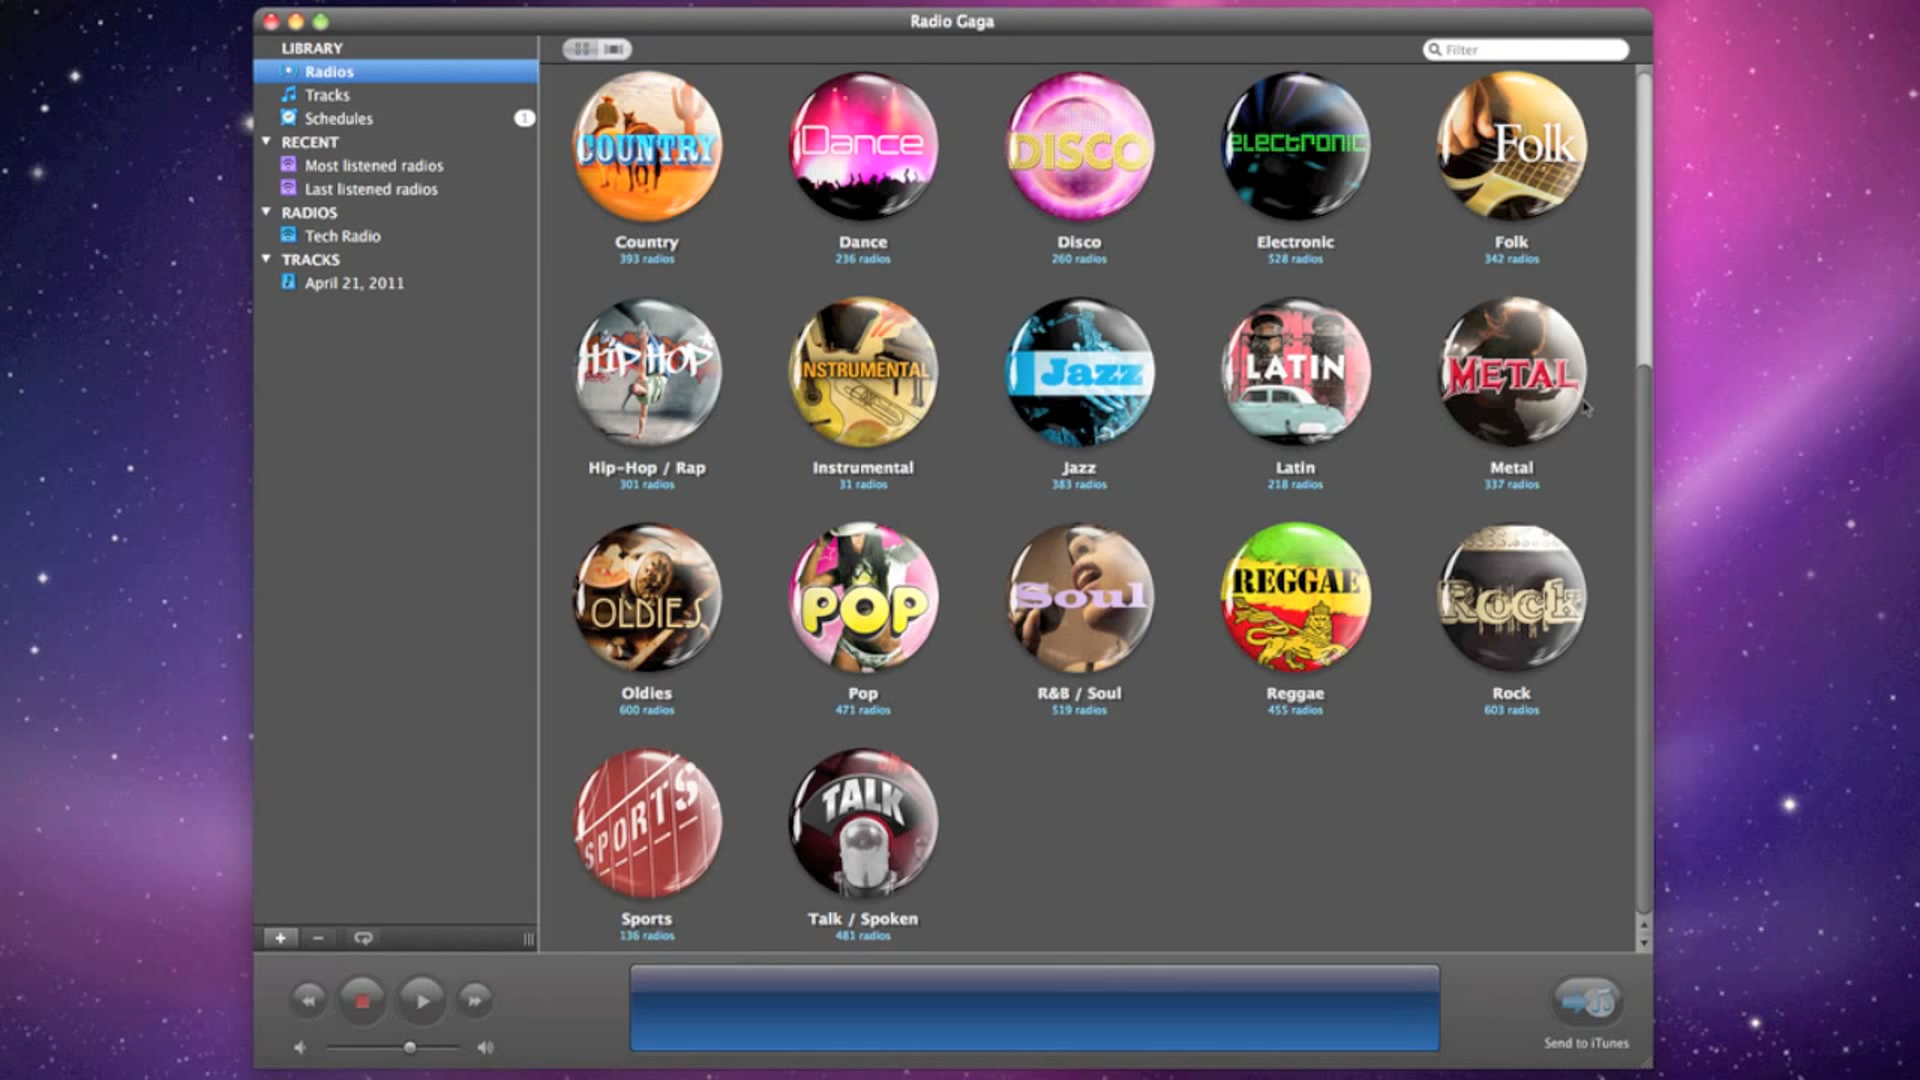 Radio Gaga
LIBRARY
Radios
Tracks
Schedules 1
RECENT
Most listened radios
Last listened radios
RADIOS
Tech Radio
TRACKS
April 21, 2011
Filter
COUNTRY Dance DISCO electronic Folk
Country Dance Disco Electronic Folk
393 radios 236 radios 260 radios 528 radios 342 radios
HIP HOP INSTRUMENTAL Jazz LATIN METAL
Hip-Hop / Rap Instrumental Jazz Latin Metal
301 radios 31 radios 383 radios 218 radios 337 radios
OLDIES POP Soul REGGAE Rock
Oldies Pop R&B / Soul Reggae Rock
600 radios 471 radios 519 radios 455 radios 603 radios
SPORTS TALK
Sports Talk / Spoken
136 radios 481 radios
Send to iTunes